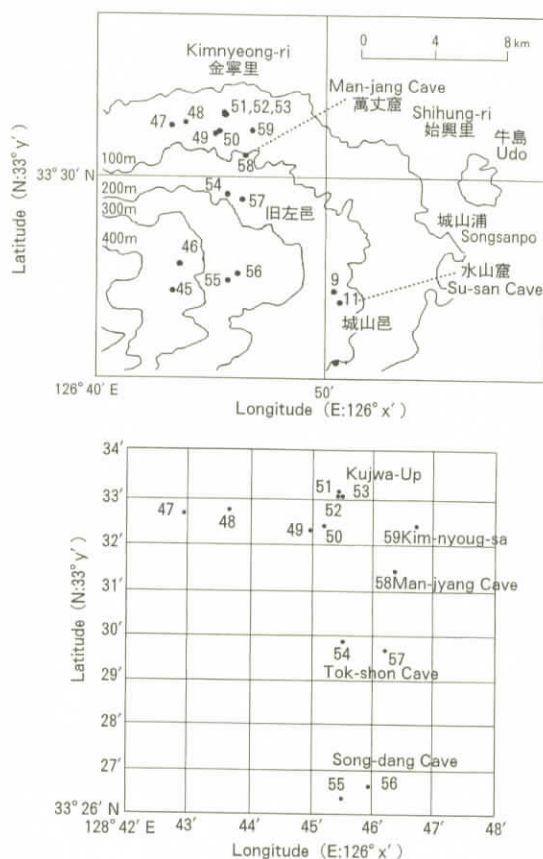 Kimnyeong-ri
金寧里
0 4 8 km
Man-jang Cave
萬丈窟
Shihung-ri
始興里
牛島
Udo
47 48 51,52,53
49 50 59
58
100m
33° 30′
200m
54 57
旧左邑
城山浦
Songsanpo
300m
400m
46
45 55 56
9
11
水山窟
Su-san Cave
城山邑
126° 40′ E
50′
Longitude (E:126° x′)
Latitude (N:33° y′)
34′
Kujwa-Up
51 53
33′
47 48 52
49 50 59Kim-nyoug-sa
32′
58Man-jyang Cave
31′
30′
54 57
29′
Tok-shon Cave
28′
27′
Song-dang Cave
55 56
33° 26′ N
128° 42′ E 43′ 44′ 45′ 46′ 47′ 48′
Longitude (E:126° x′)
Latitude (N:33° y′)